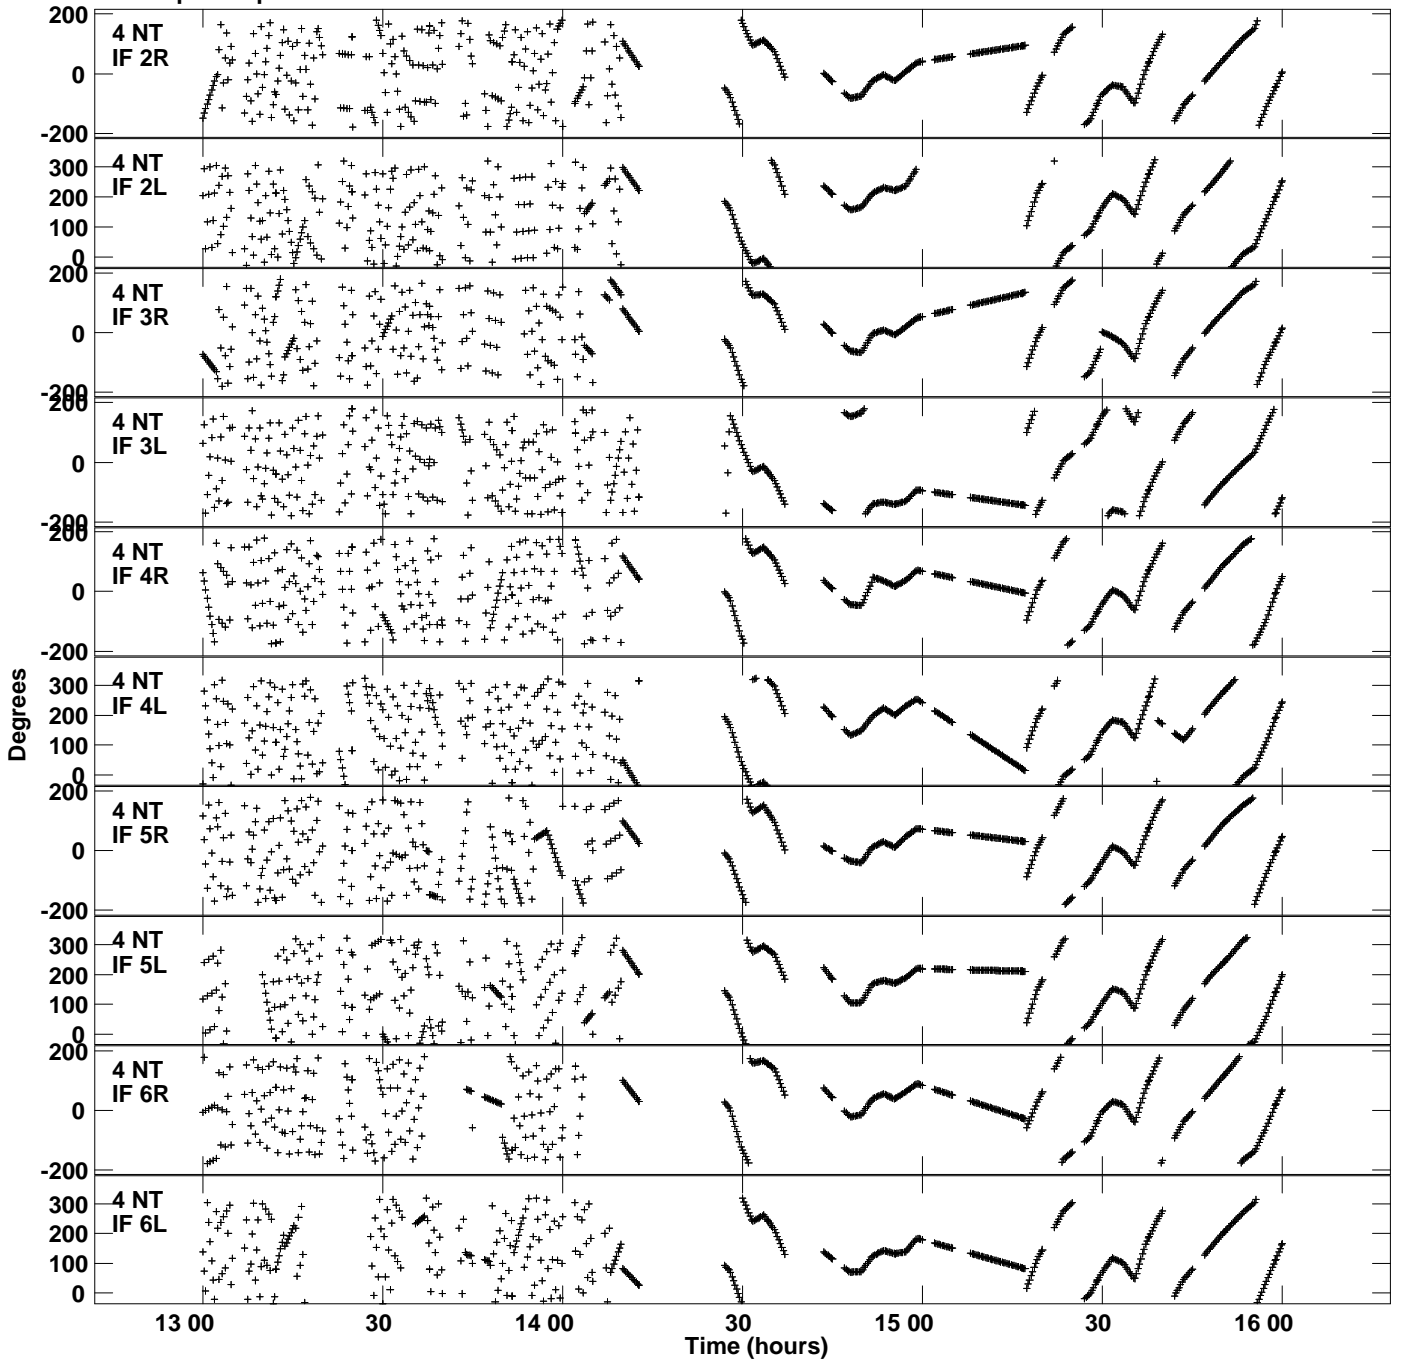 200
4 NT
IF 2R
0
-200
4 NT
IF 2L
300
200
100
0
200
4 NT
IF 3R
0
-200
200
4 NT
IF 3L
0
-200
200
4 NT
IF 4R
0
-200
4 NT
IF 4L
300
200
100
0
200
4 NT
IF 5R
0
-200
4 NT
IF 5L
300
200
100
0
200
4 NT
IF 6R
0
-200
4 NT
IF 6L
300
200
100
0
Degrees
13 00 30 14 00 30 15 00 30 16 00
Time (hours)